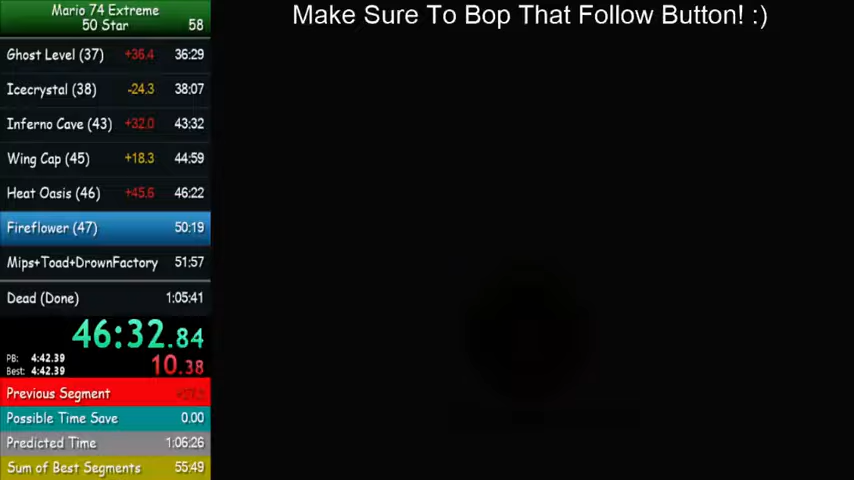 Mario 74 Extreme
50 Star 58
Make Sure To Bop That Follow Button! :)
Ghost Level (37) +36.4 36:29
Icecrystal (38) -24.3 38:07
Inferno Cave (43) +32.0 43:32
Wing Cap (45) +18.3 44:59
Heat Oasis (46) +45.6 46:22
Fireflower (47) 50:19
Mips+Toad+DrownFactory 51:57
Dead (Done) 1:05:41
46:32.84
PB: 4:42.39
Best: 4:42.39
10.38
Previous Segment
Possible Time Save 0.00
Predicted Time 1:06:26
Sum of Best Segments 55:49